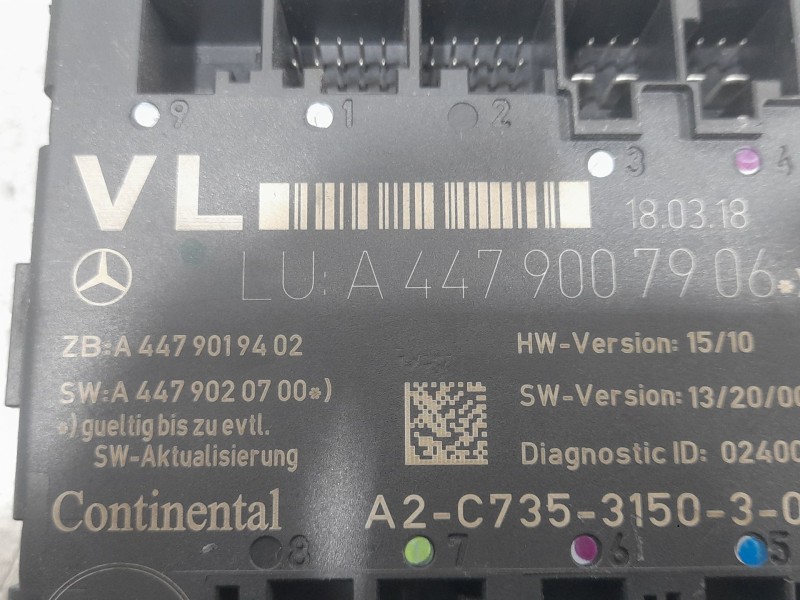 9 1 2
3 4
VL 18.03.18
LU: A 447 900 79 06*)
ZB: A 447 901 94 02 HW-Version: 15/10
SW: A 447 902 07 00*) SW-Version: 13/20/00
*) gueltig bis zu evtl.
SW-Aktualisierung Diagnostic ID: 02400
Continental A2-C735-3150-3-0
8 7 6 5